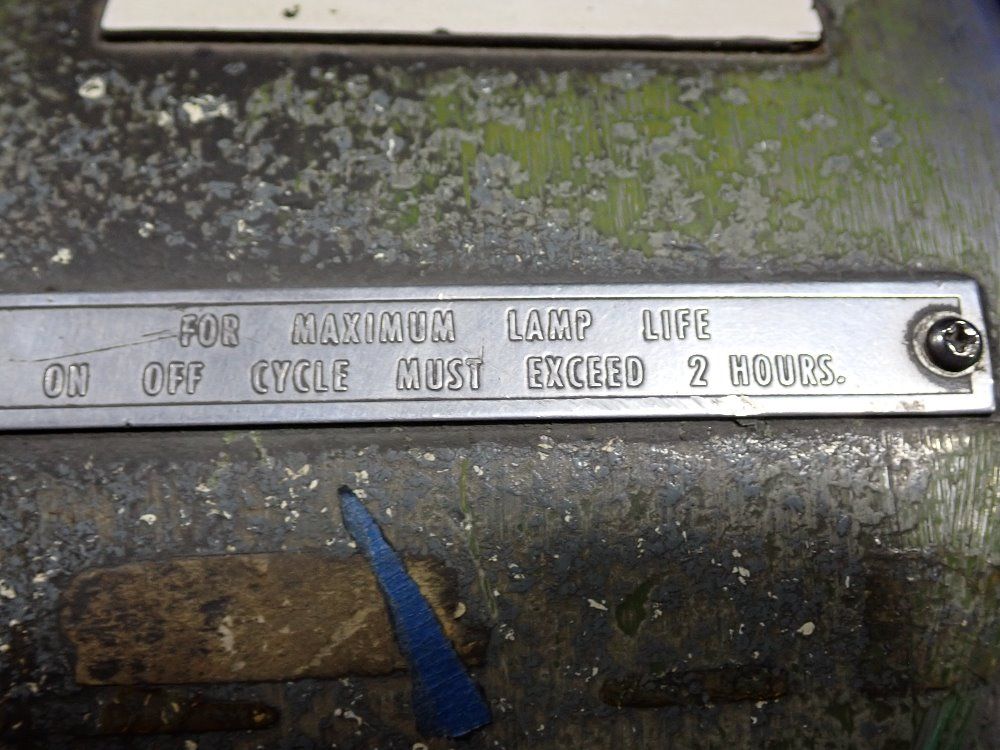 FOR MAXIMUM LAMP LIFE
ON OFF CYCLE MUST EXCEED 2 HOURS.